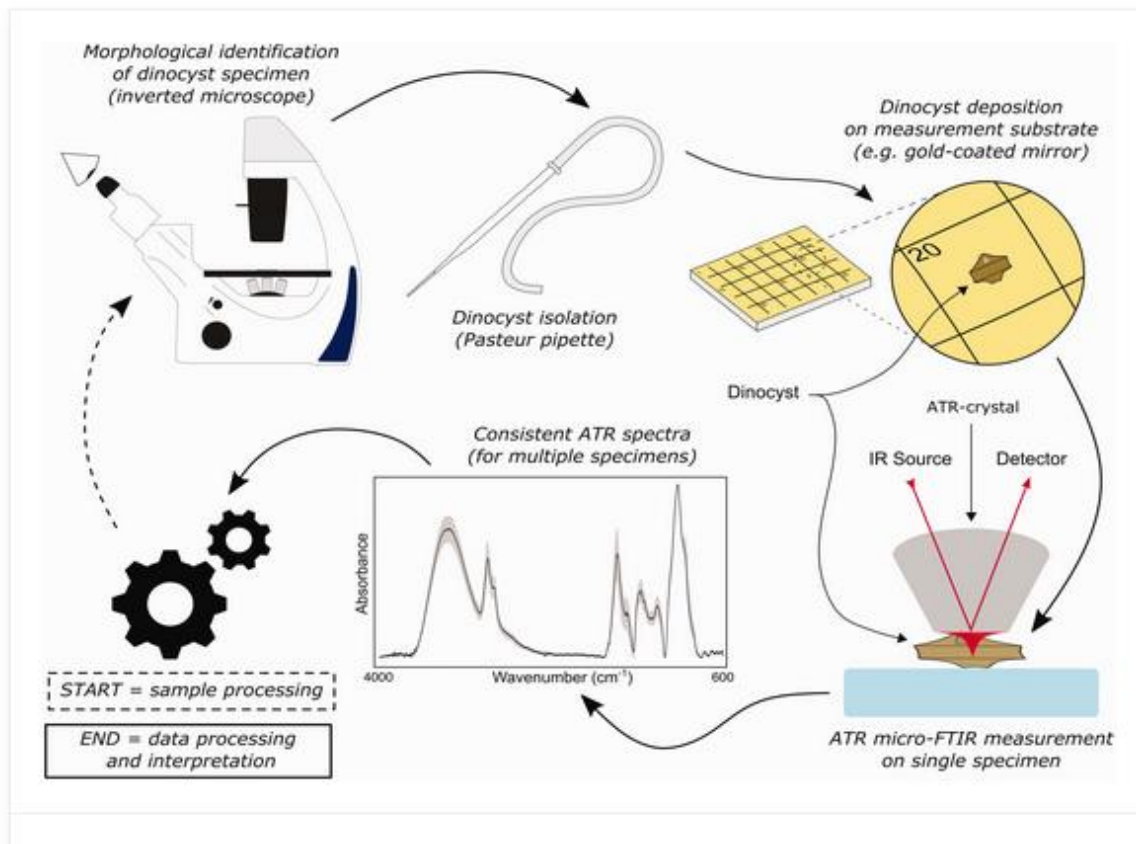 Morphological identification
of dinocyst specimen
(inverted microscope)
Dinocyst isolation
(Pasteur pipette)
Dinocyst deposition
on measurement substrate
(e.g. gold-coated mirror)
20
Dinocyst
ATR-crystal
IR Source
Detector
Consistent ATR spectra
(for multiple specimens)
Absorbance
4000
Wavenumber (cm⁻¹)
600
START = sample processing
END = data processing
and interpretation
ATR micro-FTIR measurement
on single specimen